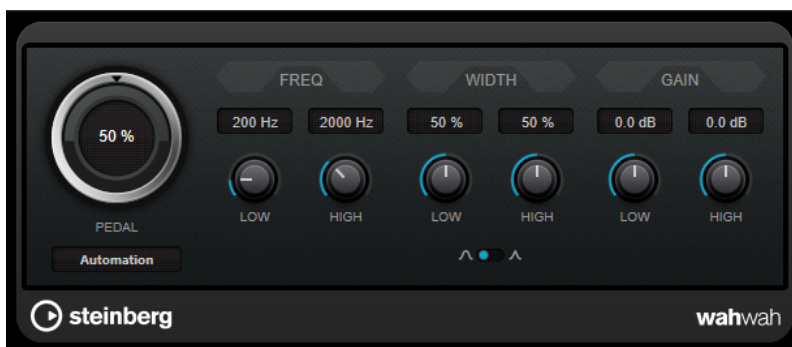 FREQ WIDTH GAIN
50 % 200 Hz 2000 Hz 50 % 50 % 0.0 dB 0.0 dB
PEDAL LOW HIGH LOW HIGH LOW HIGH
Automation
steinberg wahwah